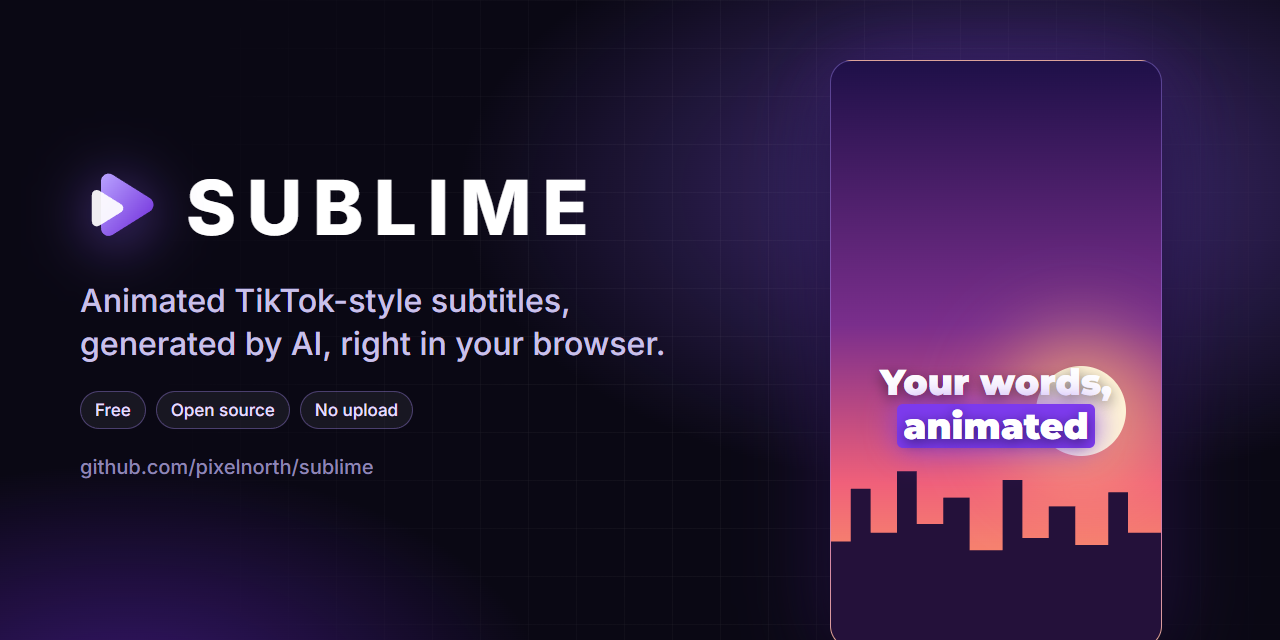 SUBLIME
Animated TikTok-style subtitles,
generated by AI, right in your browser.
Free
Open source
No upload
github.com/pixelnorth/sublime
Your words,
animated